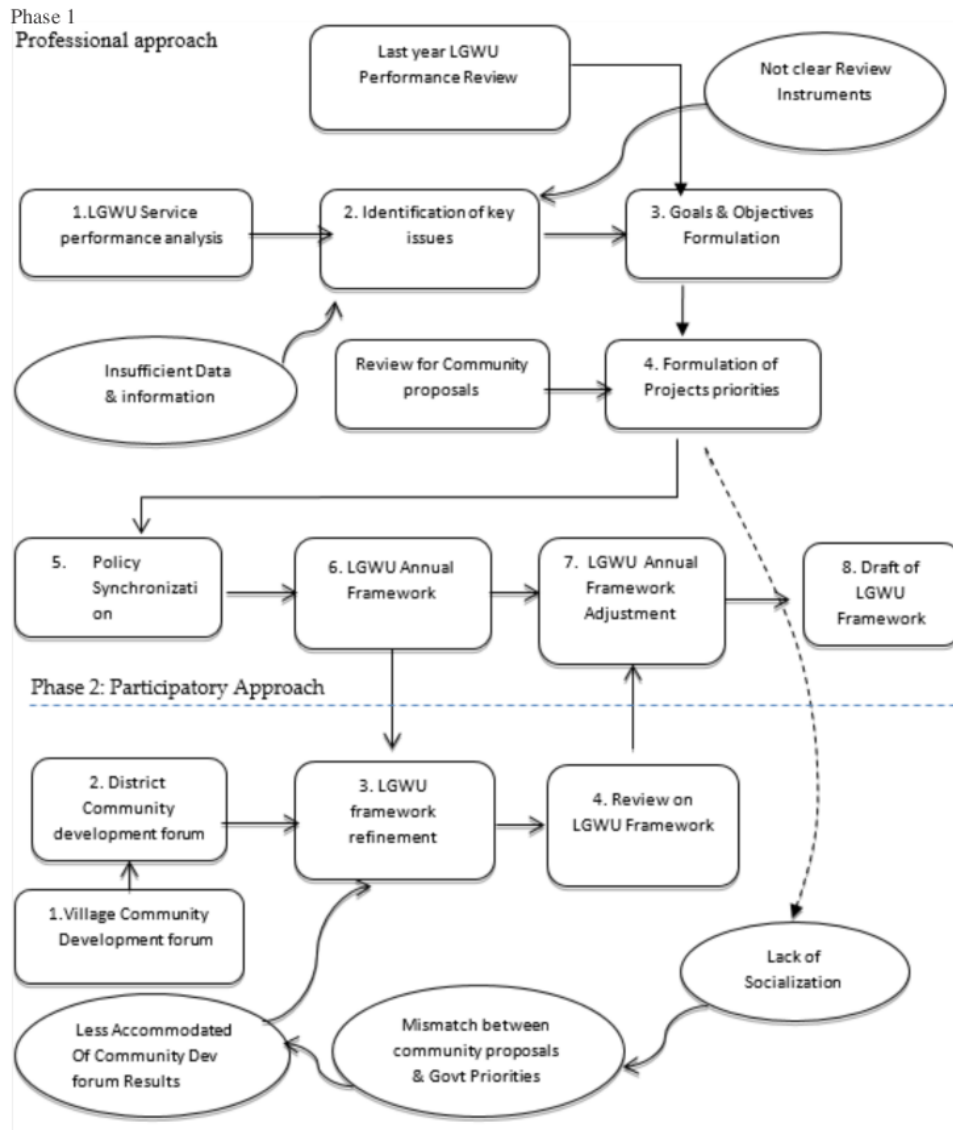 Phase 1
Professional approach
Last year LGWU
Performance Review
Not clear Review
Instruments
1.LGWU Service
performance analysis
2. Identification of key
issues
3. Goals & Objectives
Formulation
Insufficient Data
& information
Review for Community
proposals
4. Formulation of
Projects priorities
5. Policy
Synchronizati
on
6. LGWU Annual
Framework
7. LGWU Annual
Framework
Adjustment
8. Draft of
LGWU
Framework
Phase 2: Participatory Approach
2. District
Community
development forum
3. LGWU
framework
refinement
4. Review on
LGWU Framework
1.Village Community
Development forum
Lack of
Socialization
Less Accommodated
Of Community Dev
forum Results
Mismatch between
community proposals
& Govt Priorities